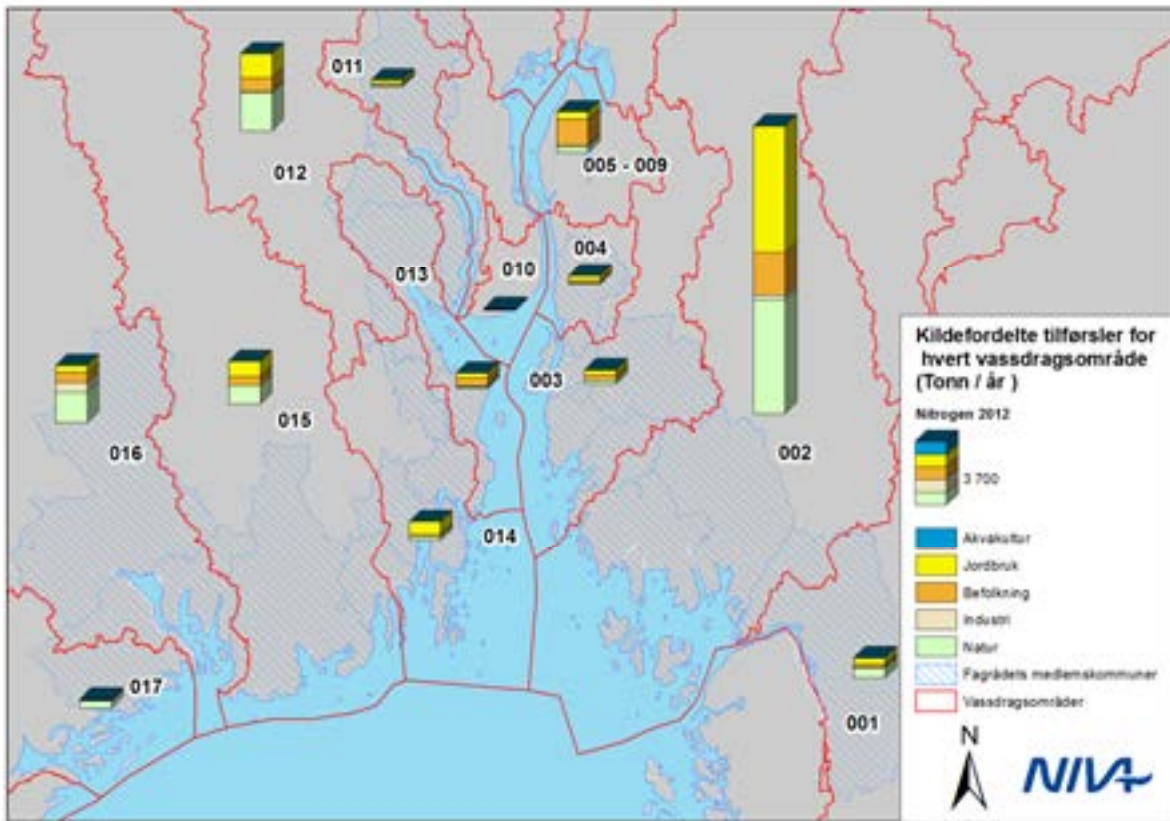 011
012
005 - 009
004
013
010
003
016
015
002
014
017
001
Kildefordelte tilførsler for
hvert vassdragsområde
(Tonn / år )
Nitrogen 2012
3 700
Akvakultur
Jordbruk
Befolkning
Industri
Natur
Fagrådets medlemskommuner
Vassdragsområder
N
NIVA